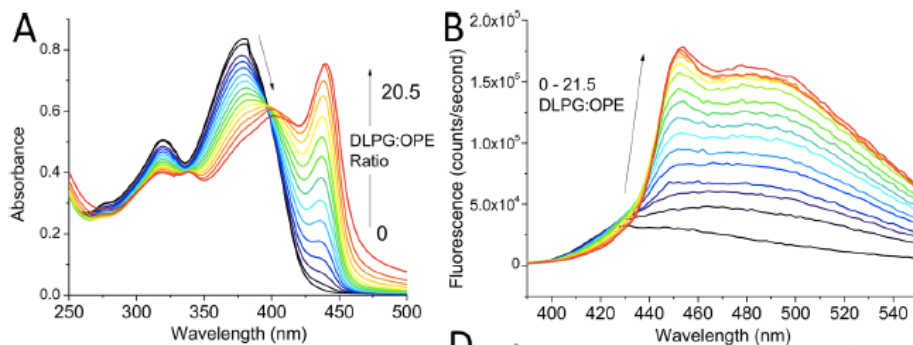 A
0.8
0.6
0.4
0.2
0.0
Absorbance
20.5
DLPG:OPE
Ratio
0
250 300 350 400 450 500
Wavelength (nm)
B
2.0x10⁵
1.5x10⁵
1.0x10⁵
5.0x10⁴
0
Fluorescence (counts/second)
0 - 21.5
DLPG:OPE
400 420 440 460 480 500 520 540
Wavelength (nm)